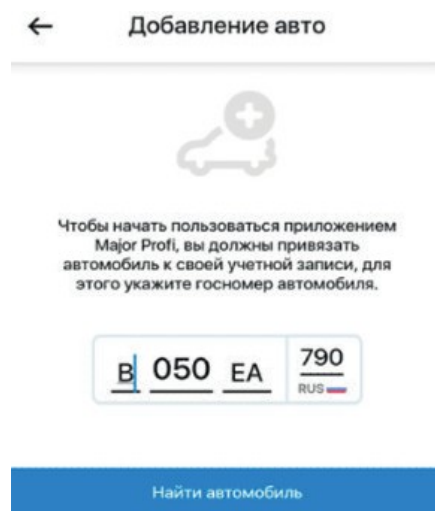 Добавление авто
Чтобы начать пользоваться приложением
Major Profi, вы должны привязать
автомобиль к своей учетной записи, для
этого укажите госномер автомобиля.
В 050 ЕА 790
RUS
Найти автомобиль